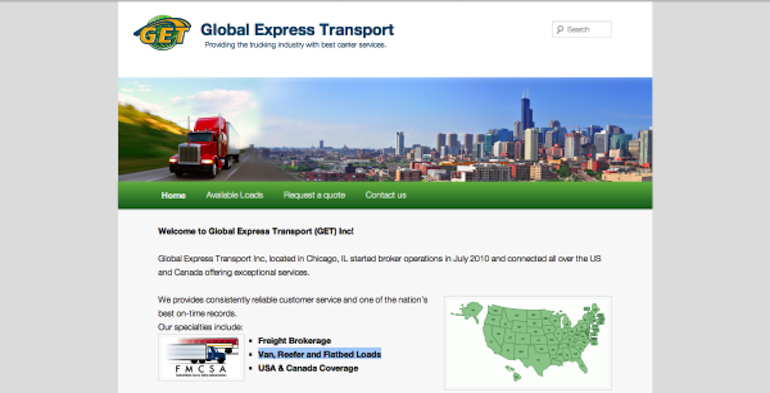 GET
Global Express Transport
Providing the trucking industry with best carrier services.
Search
Home
Available Loads
Request a quote
Contact us
Welcome to Global Express Transport (GET) Inc!
Global Express Transport Inc, located in Chicago, IL started broker operations in July 2010 and connected all over the US
and Canada offering exceptional services.
We provides consistently reliable customer service and one of the nation's
best on-time records.
Our specialties include:
Freight Brokerage
Van, Reefer and Flatbed Loads
USA & Canada Coverage
FMCSA